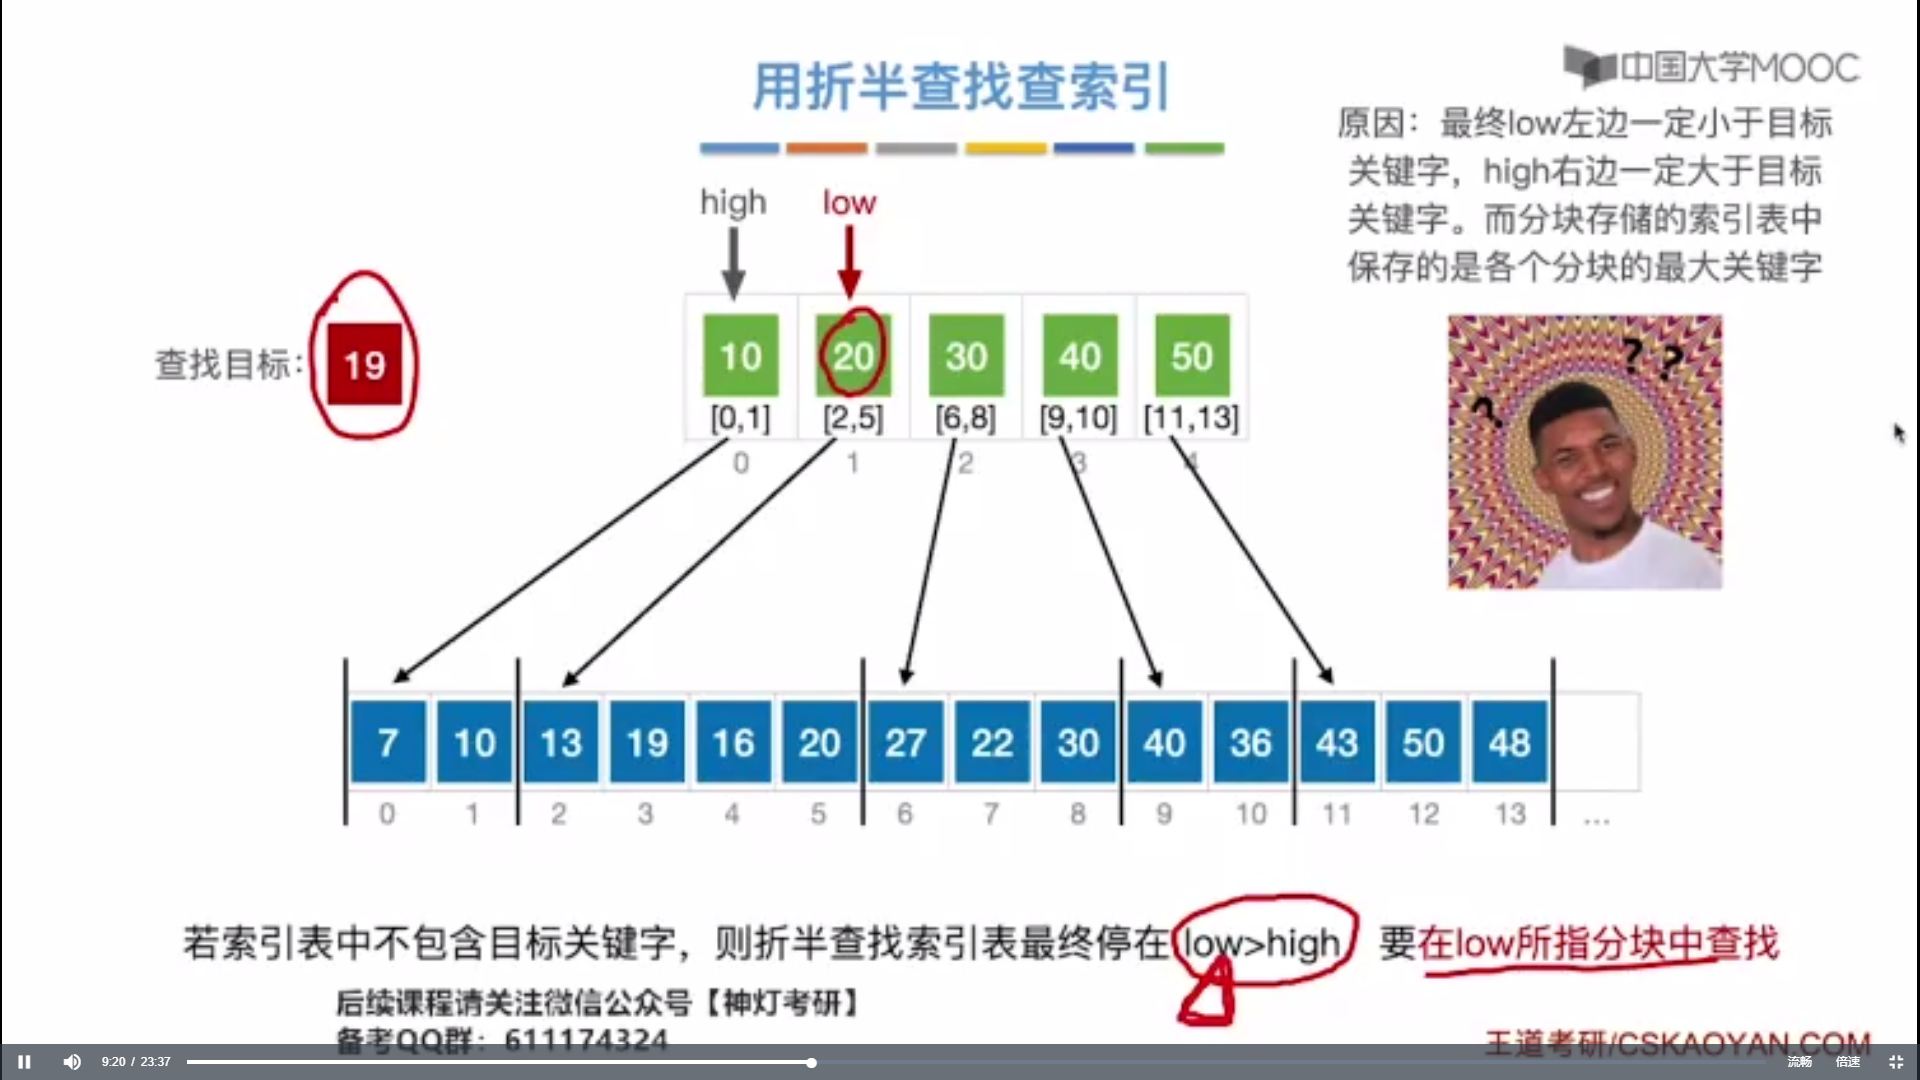 用折半查找查索引
中国大学MOOC
原因：最终low左边一定小于目标
关键字，high右边一定大于目标
关键字。而分块存储的索引表中
保存的是各个分块的最大关键字
high low
查找目标： 19
10 20 30 40 50
[0,1] [2,5] [6,8] [9,10] [11,13]
0 1 2 3 4
? ? ?
7 10 13 19 16 20 27 22 30 40 36 43 50 48
0 1 2 3 4 5 6 7 8 9 10 11 12 13 ...
若索引表中不包含目标关键字，则折半查找索引表最终停在low>high 要在low所指分块中查找
后续课程请关注微信公众号【神灯考研】
备考QQ群：611174324
王道考研/CSKAOYAN.COM
9:20 / 23:37 流畅 倍速